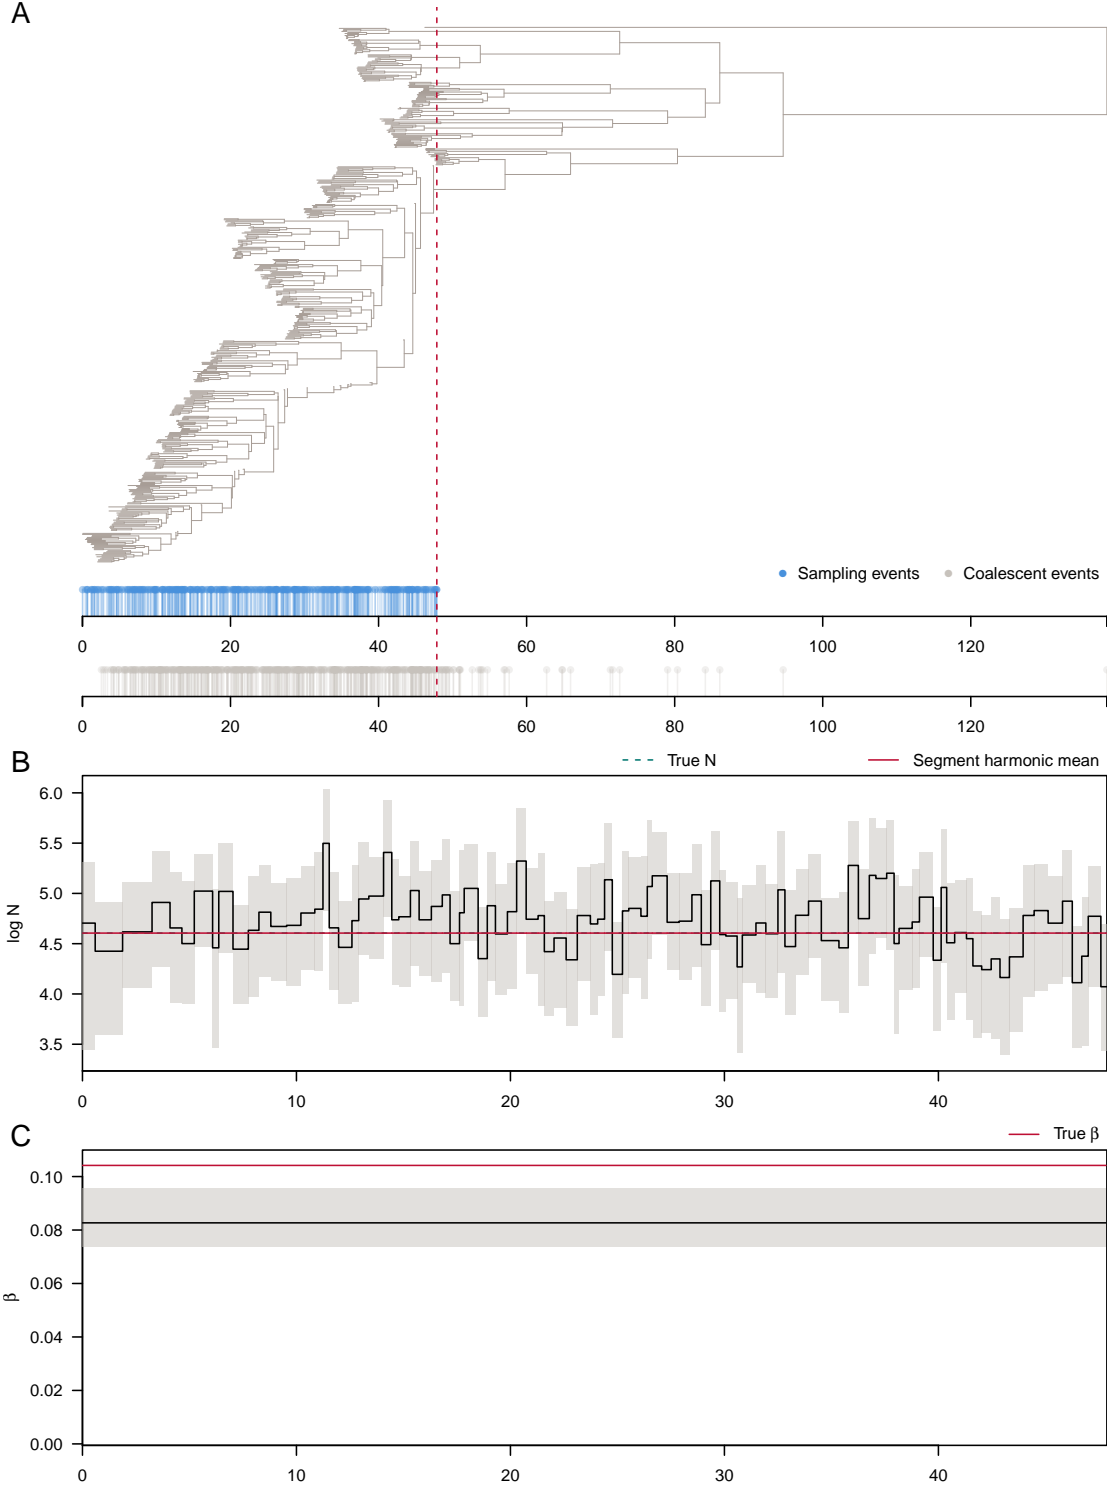 A
Sampling events Coalescent events
0 20 40 60 80 100 120
0 20 40 60 80 100 120
B
True N Segment harmonic mean
6.0
5.5
5.0
4.5
4.0
3.5
log N
0 10 20 30 40
C
True β
0.10
0.08
0.06
0.04
0.02
0.00
β
0 10 20 30 40